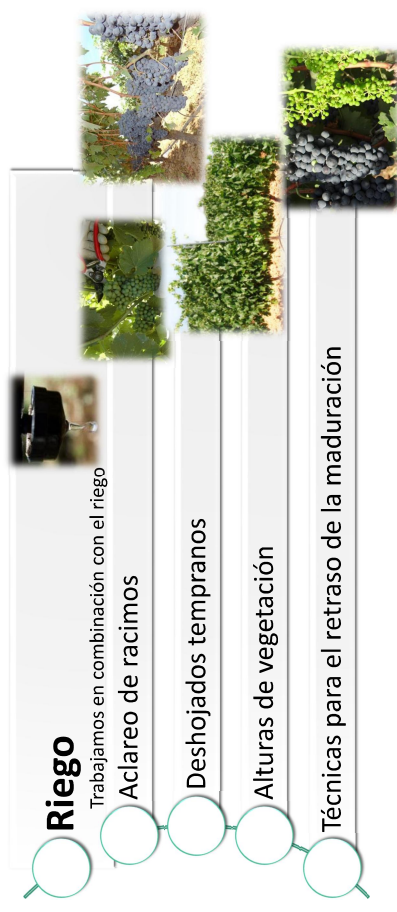 Riego
Trabajamos en combinación con el riego
Aclareo de racimos
Deshojados tempranos
Alturas de vegetación
Técnicas para el retraso de la maduración